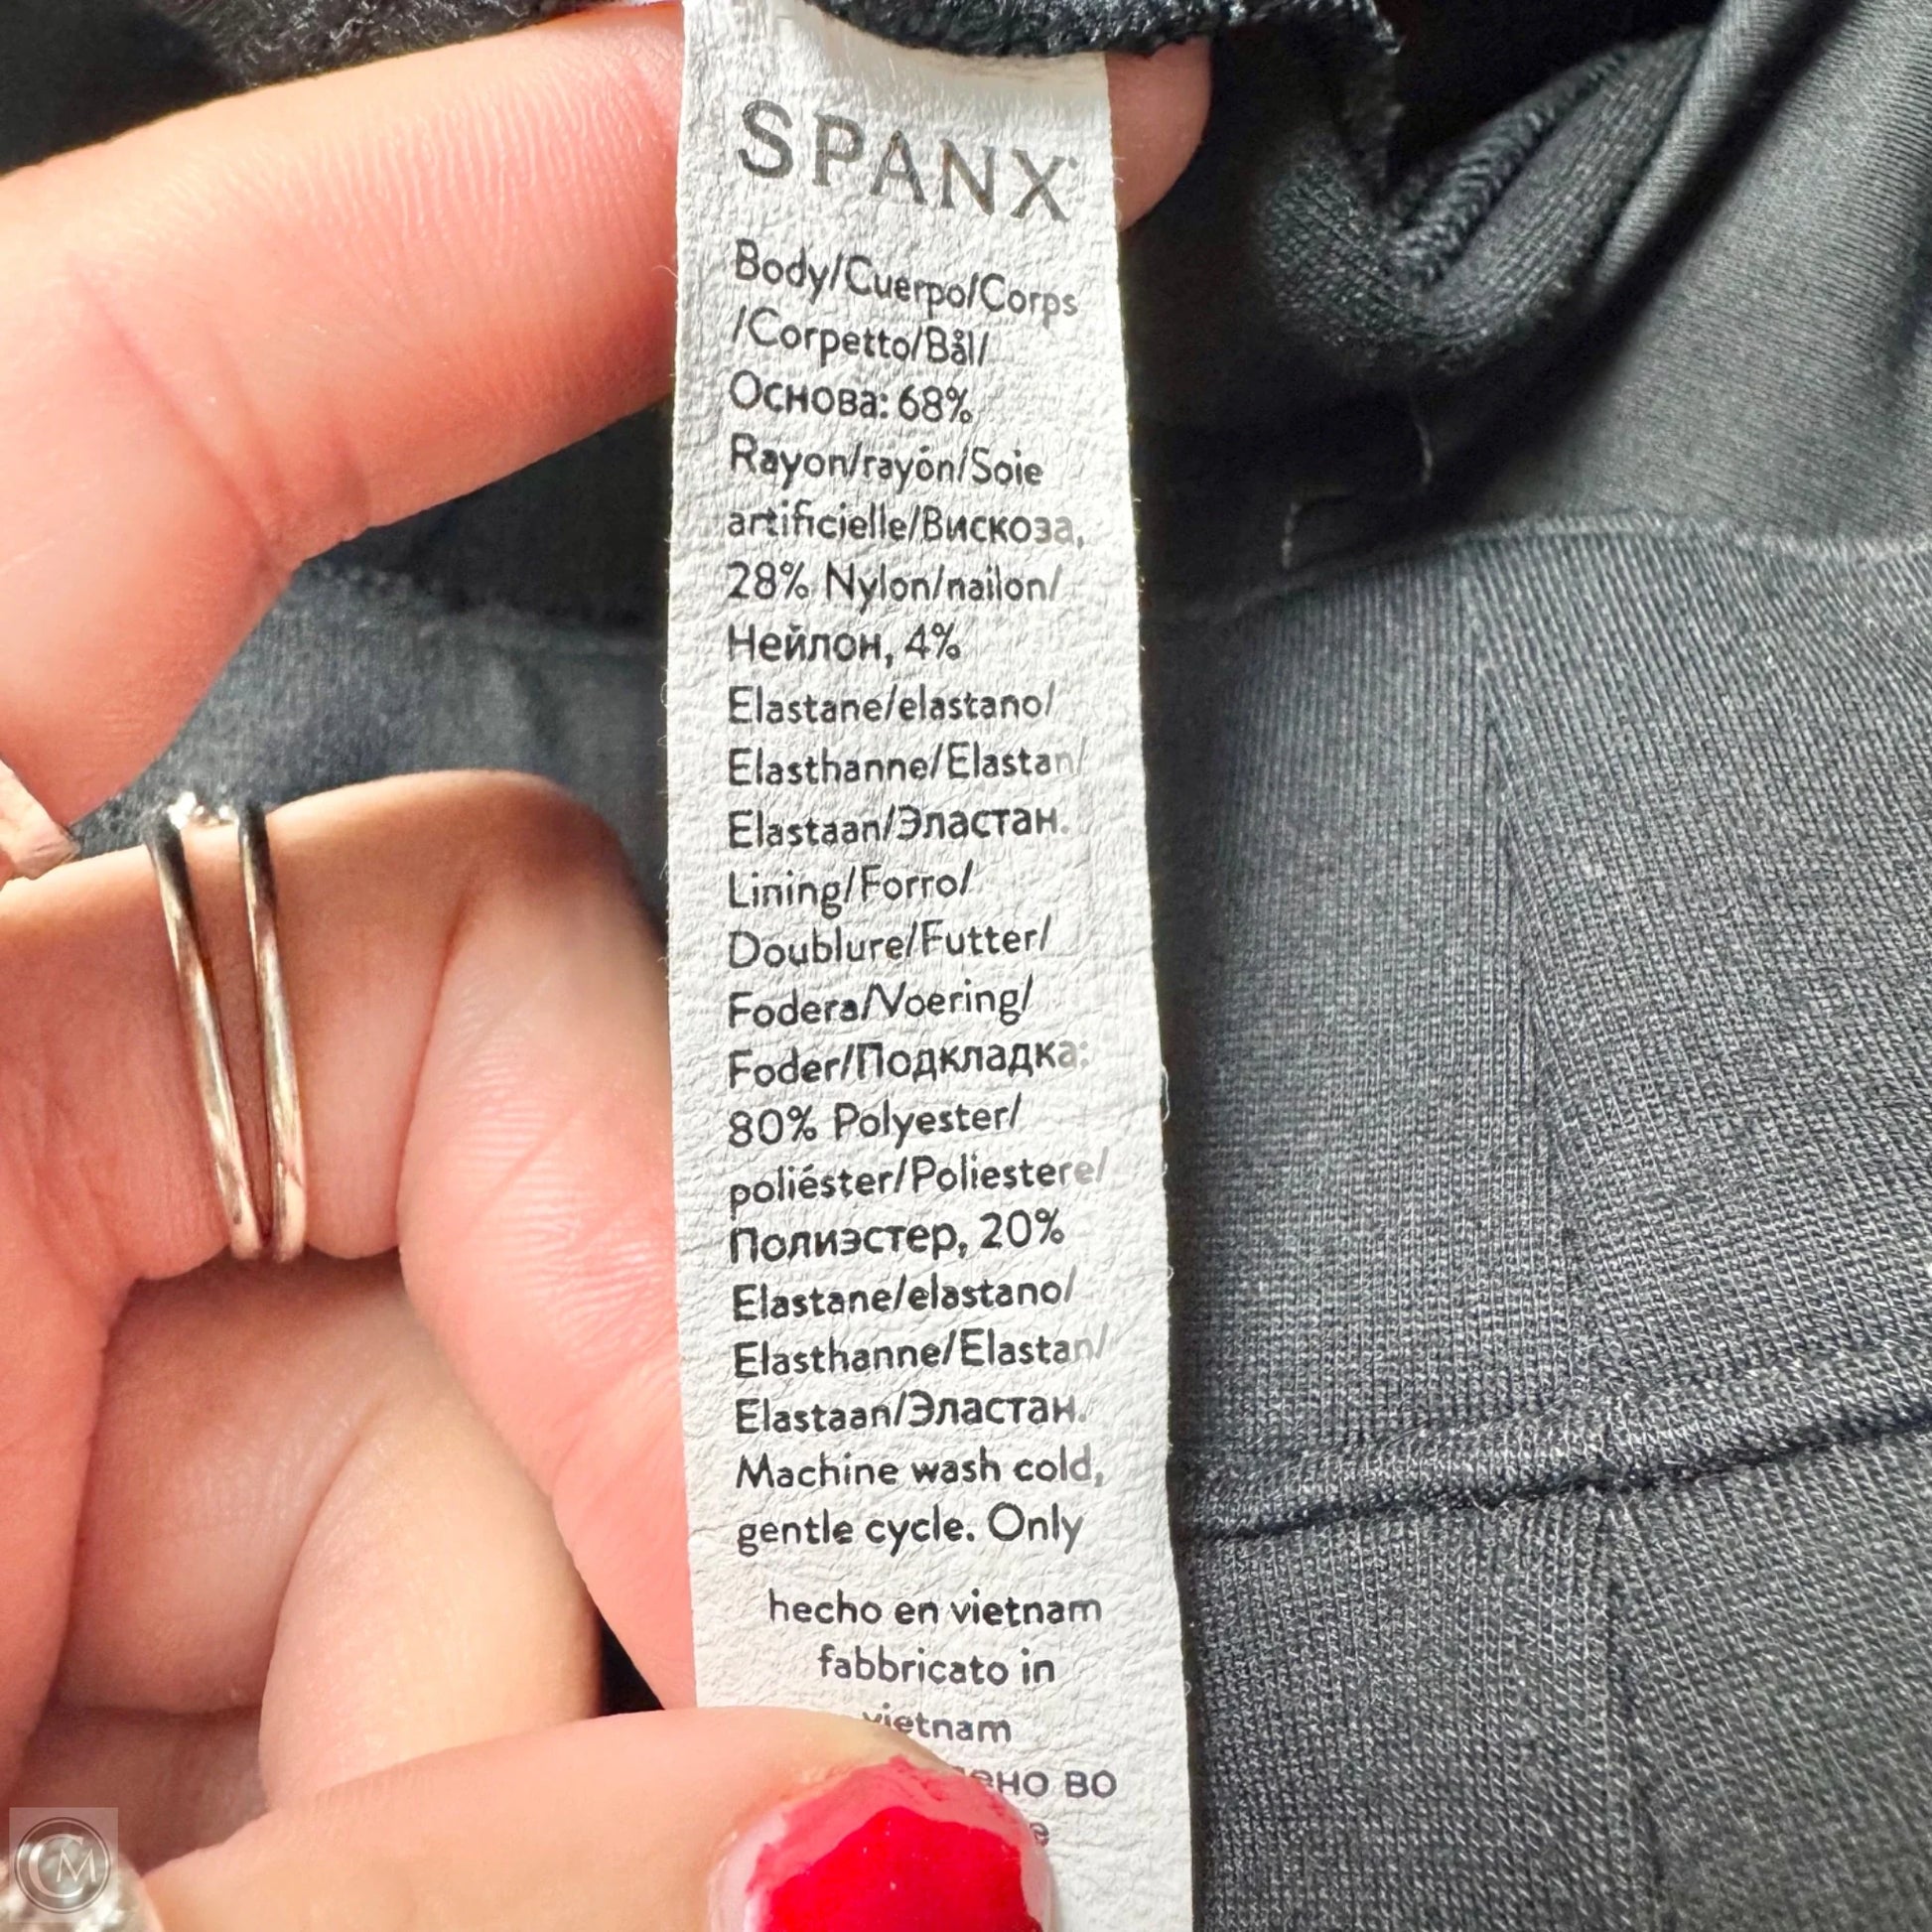 SPANX
Body/Cuerpo/Corps
/Corpetto/Bål/
Основа: 68%
Rayon/rayón/Soie
artificielle/Вискоза,
28% Nylon/nailon/
Нейлон, 4%
Elastane/elastano/
Elasthanne/Elastan/
Elastaan/Эластан.
Lining/Forro/
Doublure/Futter/
Fodera/Voering/
Foder/Подкладка:
80% Polyester/
poliéster/Poliestere/
Полиэстер, 20%
Elastane/elastano/
Elasthanne/Elastan/
Elastaan/Эластан.
Machine wash cold,
gentle cycle. Only
hecho en vietnam
fabbricato in
vietnam
во
CM